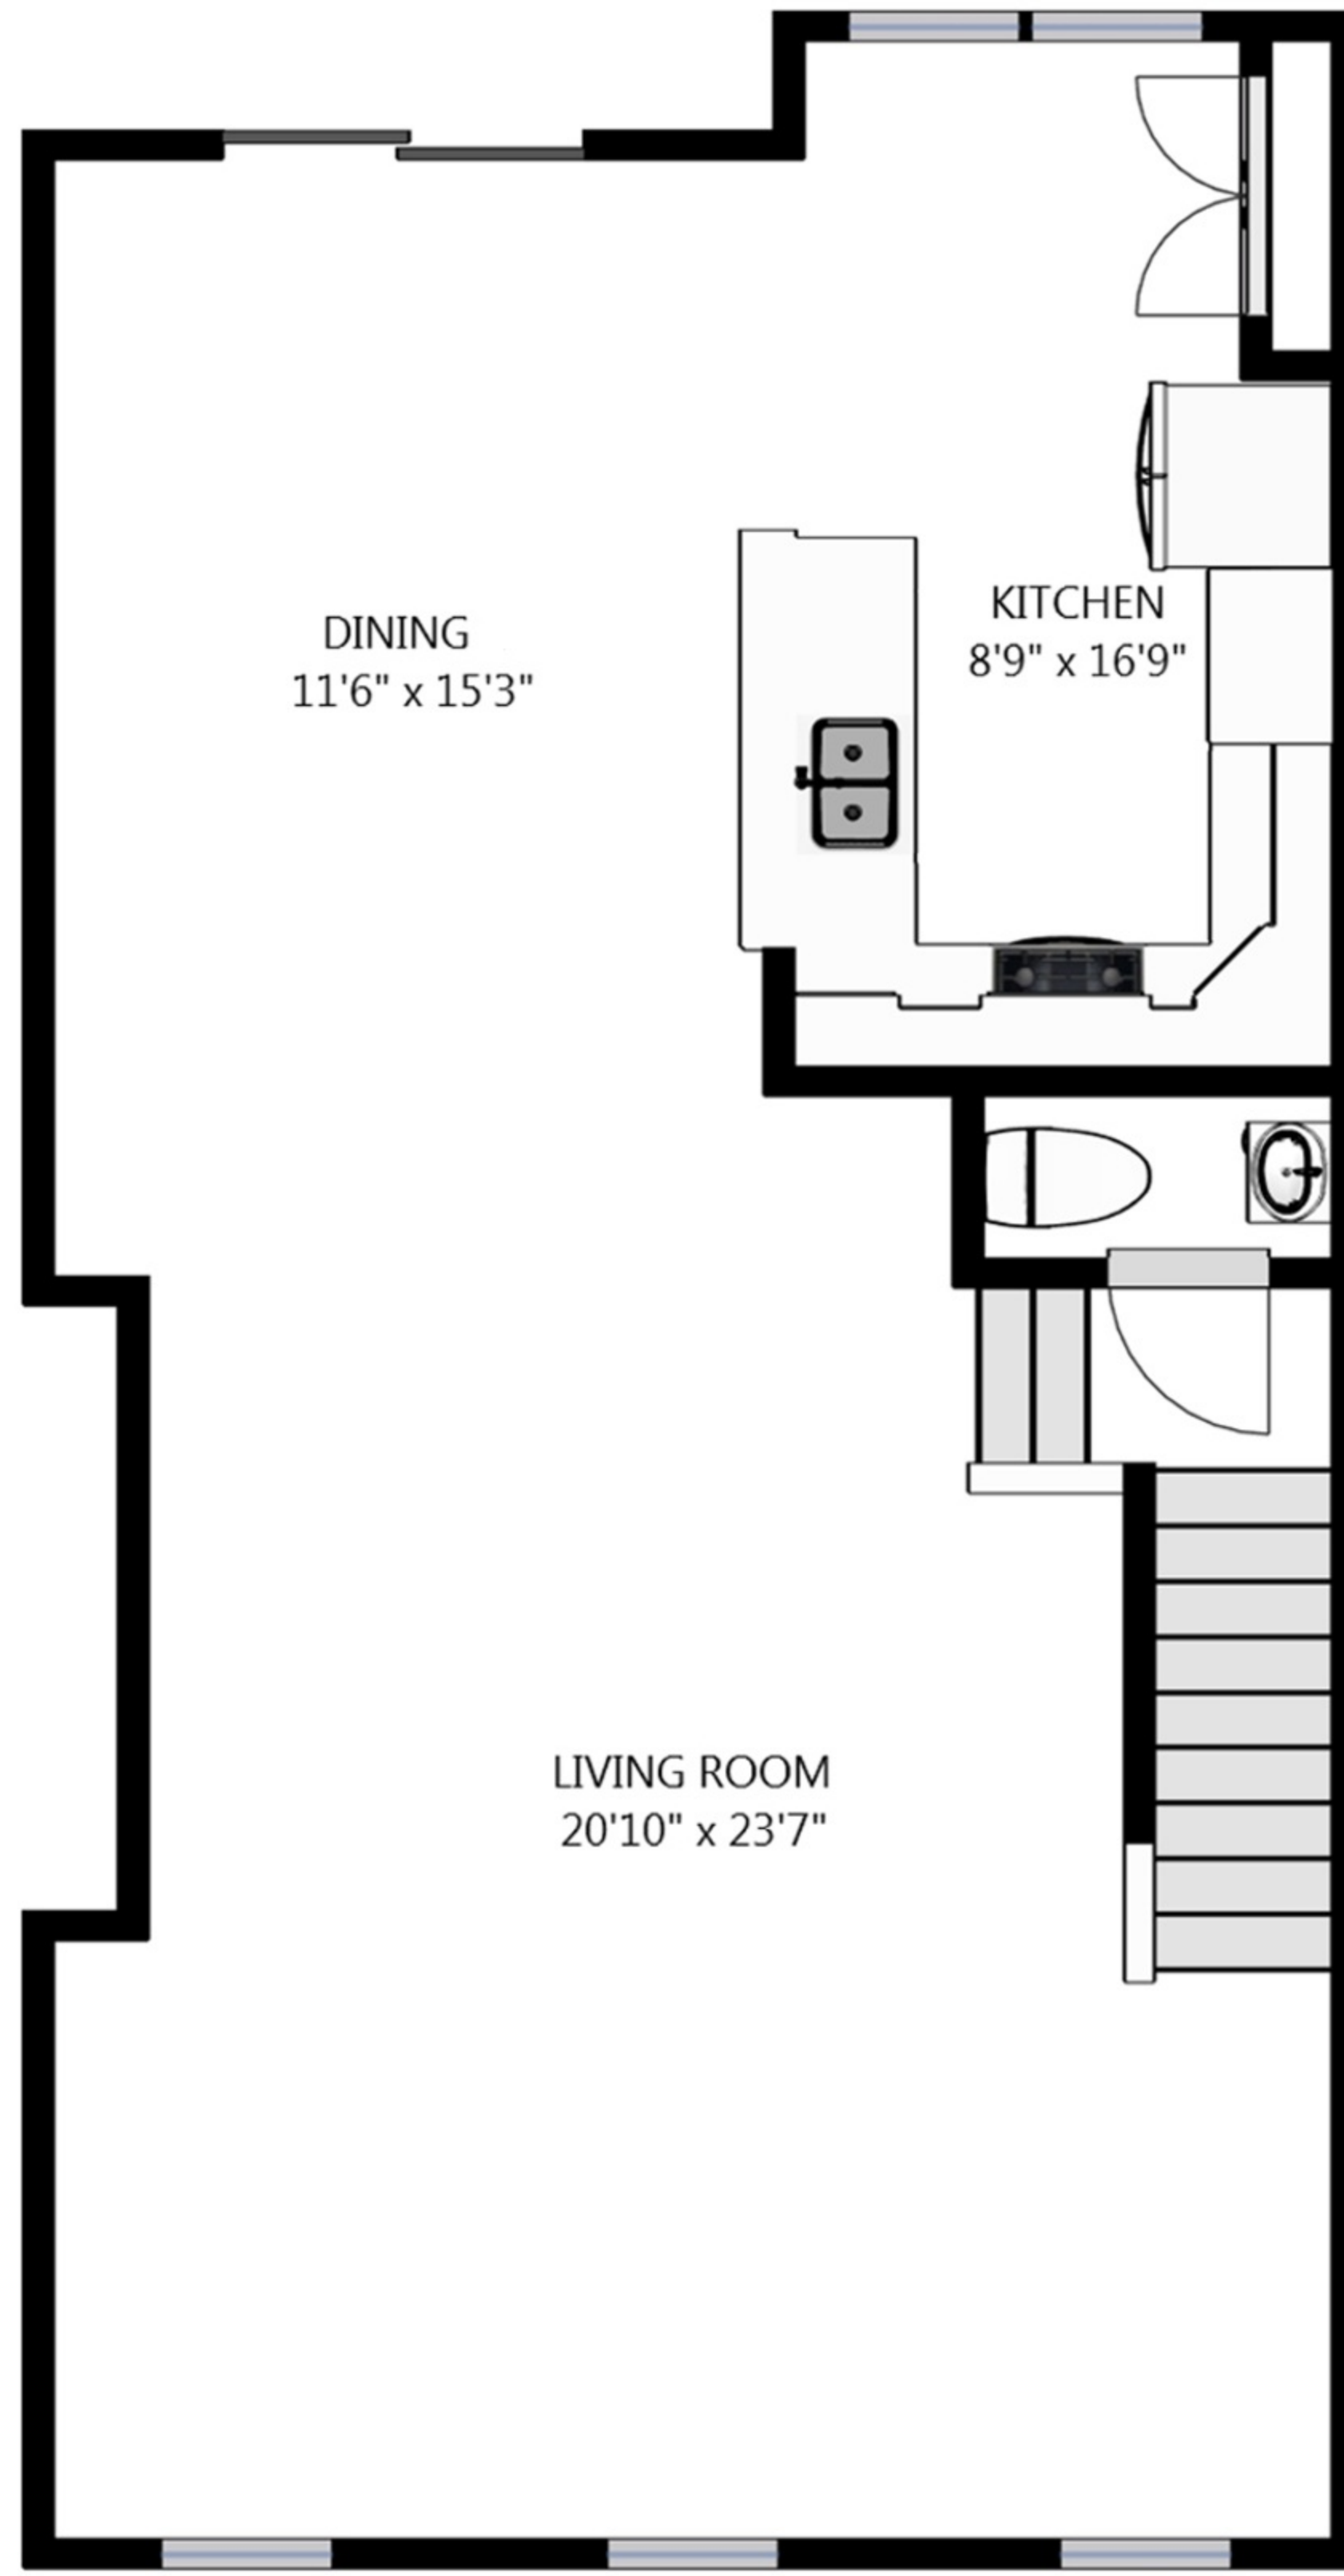 KITCHEN
8'9" x 16'9"
DINING
11'6" x 15'3"
LIVING ROOM
20'10" x 23'7"